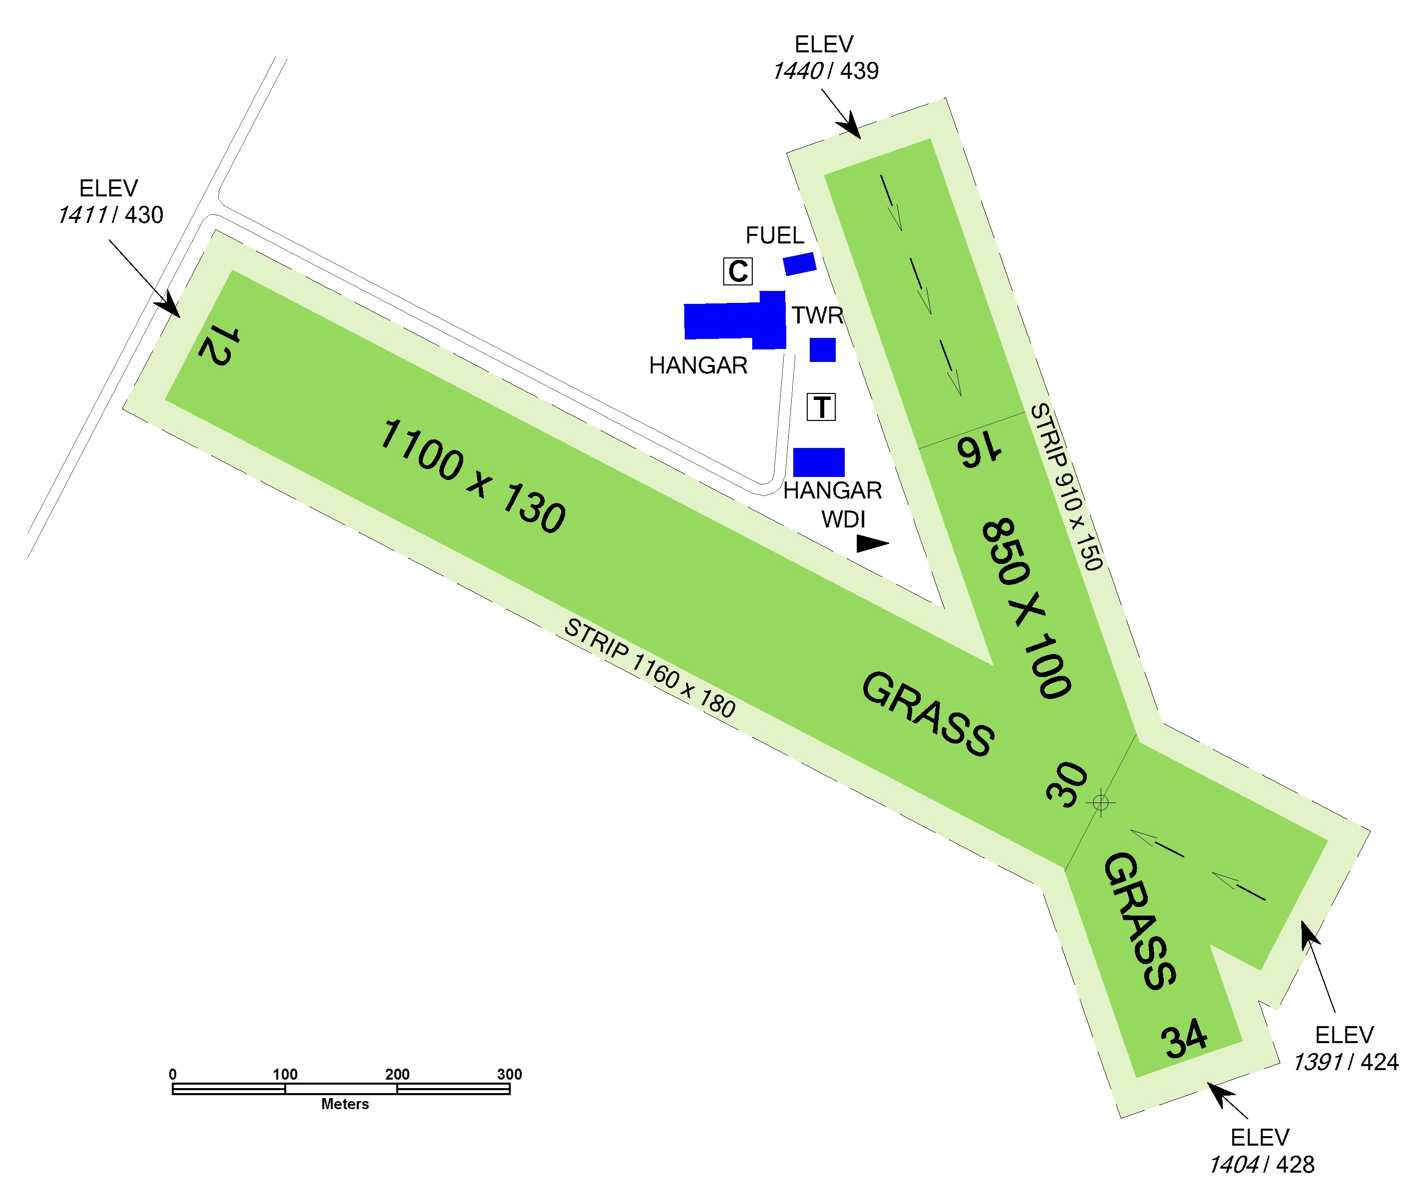 ELEV
1440 / 439
ELEV
1411 / 430
FUEL
C
TWR
HANGAR
12
T
1100 x 130
16
STRIP 910 x 150
HANGAR
WDI
850 X 100
STRIP 1160 x 180
GRASS
30
GRASS
34
ELEV
1391 / 424
0 100 200 300
Meters
ELEV
1404 / 428